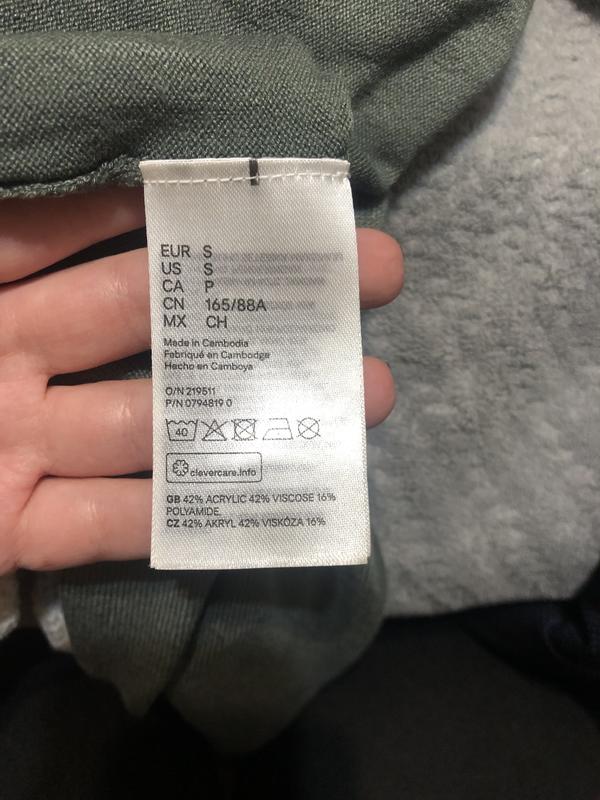 EUR S
US S
CA P
CN 165/88A
MX CH
Made in Cambodia
Fabriqué en Cambodge
Hecho en Camboya
O/N 219511
P/N 0794819 0
40
clevercare.info
GB 42% ACRYLIC 42% VISCOSE 16%
POLYAMIDE,
CZ 42% AKRYL 42% VISKÓZA 16%